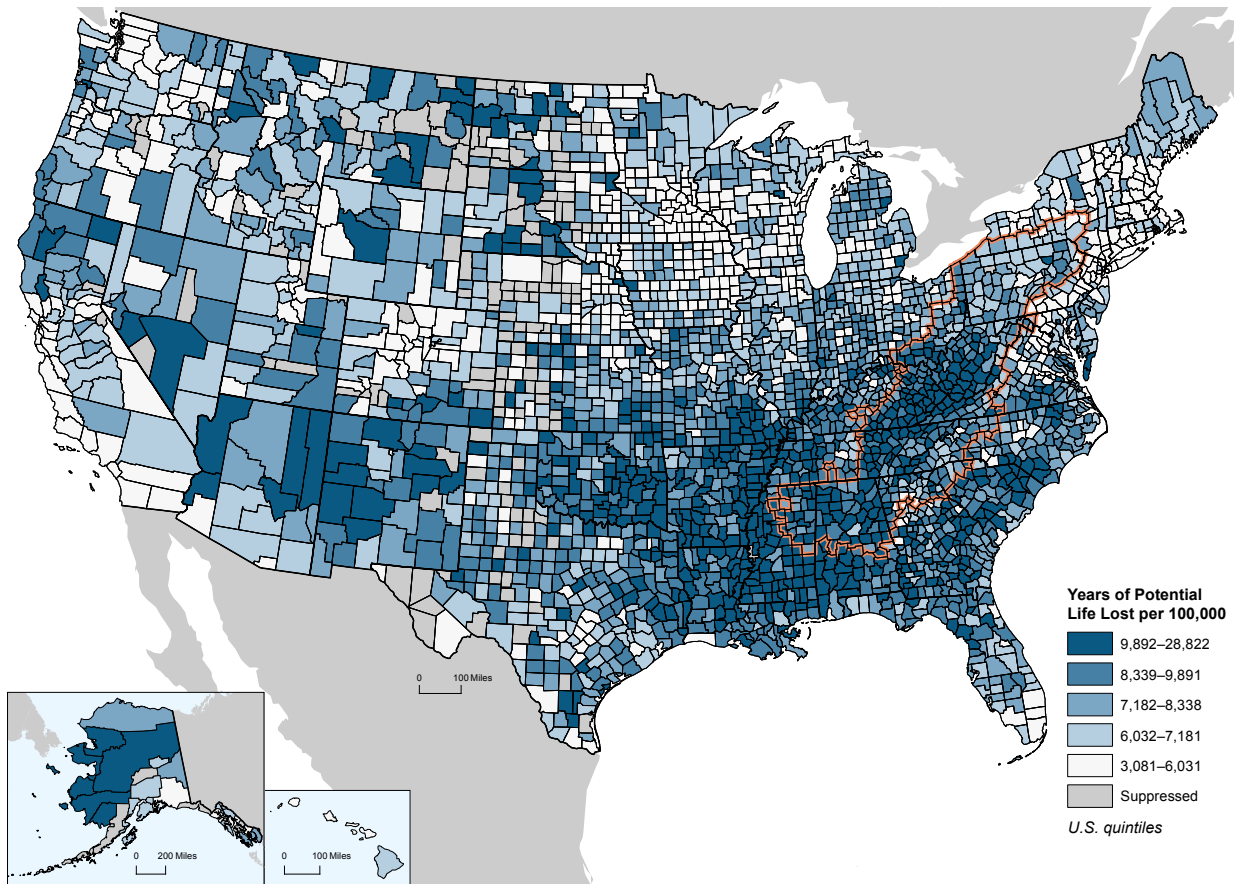 Years of Potential
Life Lost per 100,000
9,892–28,822
8,339–9,891
7,182–8,338
6,032–7,181
3,081–6,031
Suppressed
U.S. quintiles
0 100 Miles
0 200 Miles
0 100 Miles